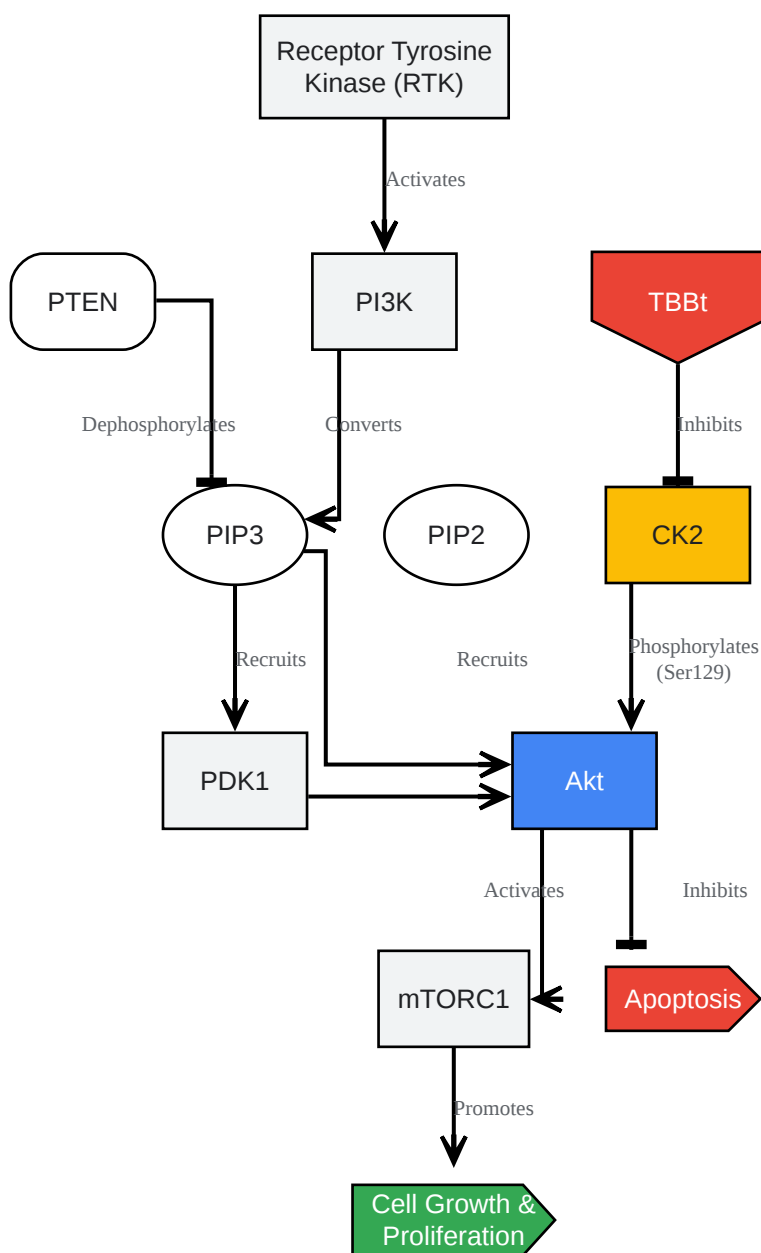 Receptor Tyrosine
Kinase (RTK)
Activates
PTEN
PI3K
TBBt
Dephosphorylates
Converts
Inhibits
PIP3
PIP2
CK2
Recruits
Recruits
Phosphorylates
(Ser129)
PDK1
Akt
Activates
Inhibits
mTORC1
Apoptosis
Promotes
Cell Growth &
Proliferation